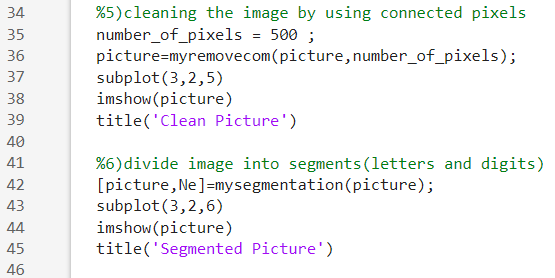 34 %5)cleaning the image by using connected pixels
35 number_of_pixels = 500 ;
36 picture=myremovecom(picture,number_of_pixels);
37 subplot(3,2,5)
38 imshow(picture)
39 title('Clean Picture')
40
41 %6)divide image into segments(letters and digits)
42 [picture,Ne]=mysegmentation(picture);
43 subplot(3,2,6)
44 imshow(picture)
45 title('Segmented Picture')
46